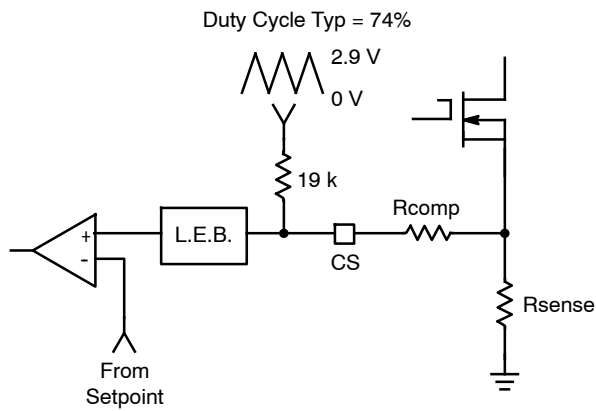 Duty Cycle Typ = 74%
2.9 V
0 V
19 k
Rcomp
+
L.E.B.
-
CS
Rsense
From
Setpoint